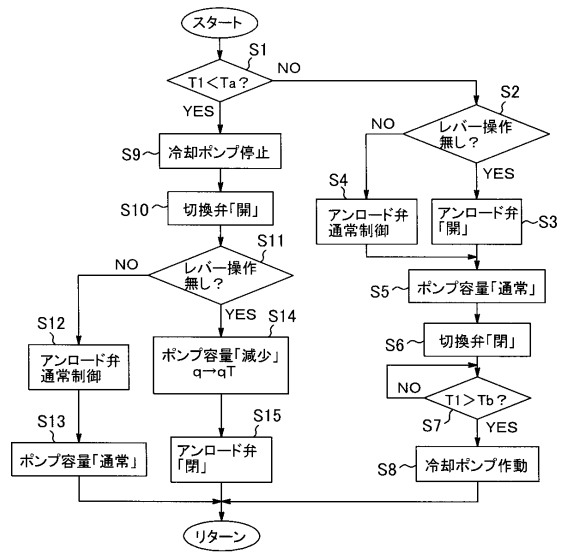 スタート
S1
T1<Ta?
NO
YES
S2
レバー操作
無し?
NO
YES
S9
冷却ポンプ停止
S10
切換弁「開」
S4
アンロード弁
通常制御
アンロード弁
「開」
S3
S11
レバー操作
無し?
NO
YES
S5
ポンプ容量「通常」
S12
アンロード弁
通常制御
S14
ポンプ容量「減少」
q→qT
S6
切換弁「閉」
NO
T1>Tb?
S7
YES
S13
ポンプ容量「通常」
S15
アンロード弁
「閉」
S8
冷却ポンプ作動
リターン